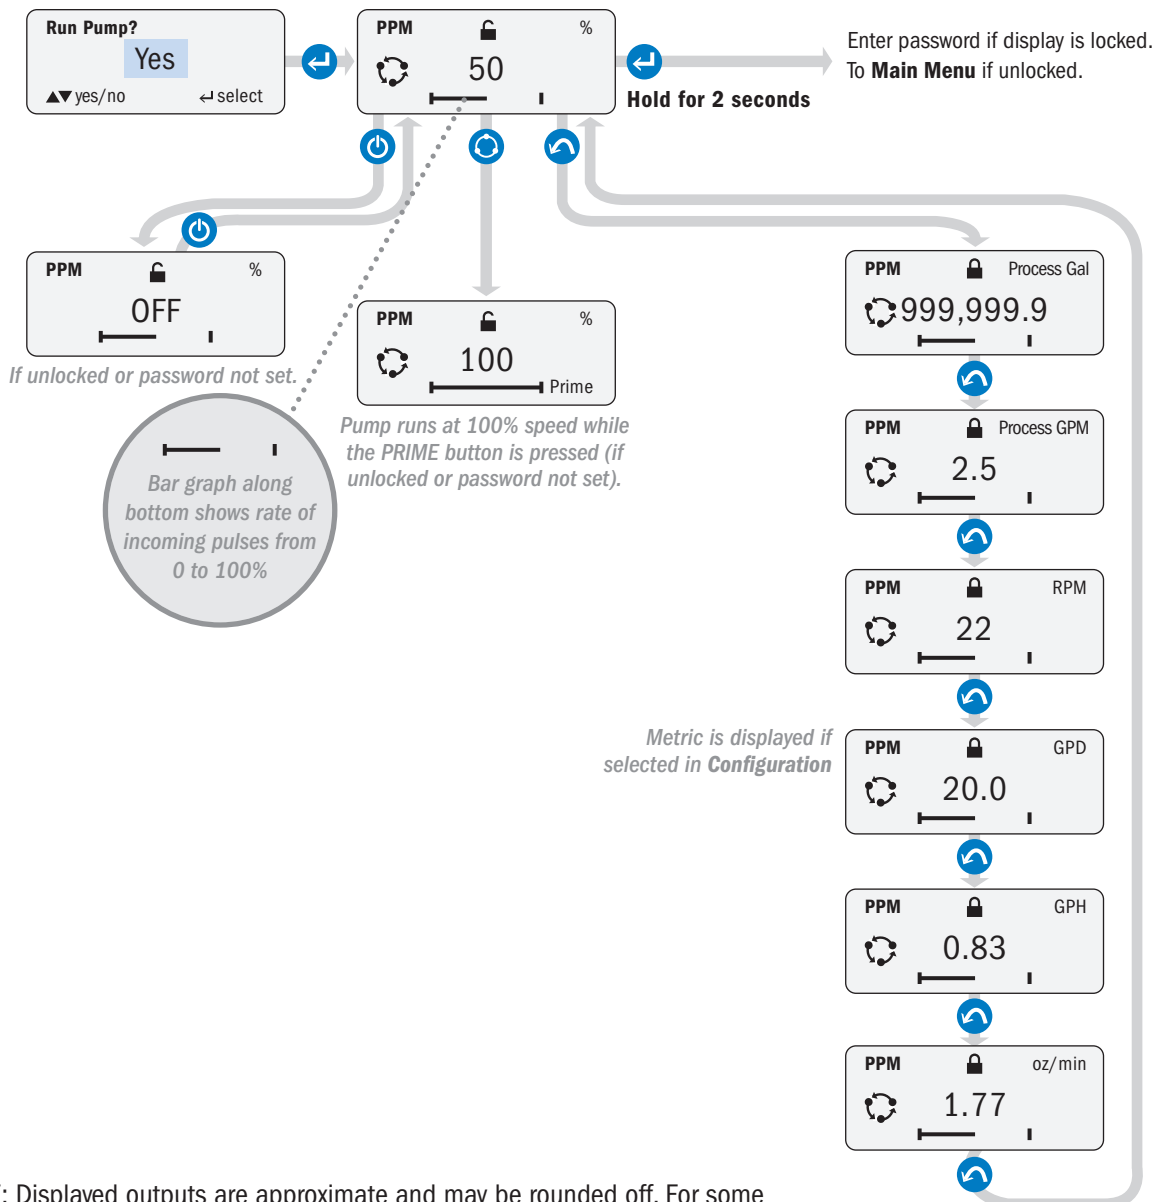 Run Pump?
Yes
▲▼ yes/no ↵ select
PPM %
50
Hold for 2 seconds
Enter password if display is locked.
To Main Menu if unlocked.
PPM %
OFF
If unlocked or password not set.
PPM %
100
Prime
Pump runs at 100% speed while
the PRIME button is pressed (if
unlocked or password not set).
Bar graph along
bottom shows rate of
incoming pulses from
0 to 100%
PPM Process Gal
999,999.9
PPM Process GPM
2.5
PPM RPM
22
Metric is displayed if
selected in Configuration
PPM GPD
20.0
PPM GPH
0.83
PPM oz/min
1.77
: Displayed outputs are approximate and may be rounded off. For some